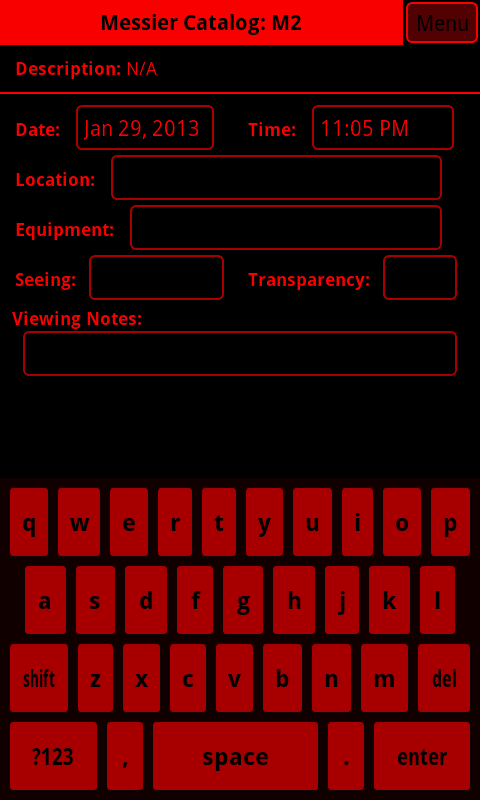 Messier Catalog: M2 Menu
Description: N/A
Date: Jan 29, 2013 Time: 11:05 PM
Location:
Equipment:
Seeing: Transparency:
Viewing Notes:
q w e r t y u i o p
a s d f g h j k l
shift z x c v b n m del
?123 , space . enter